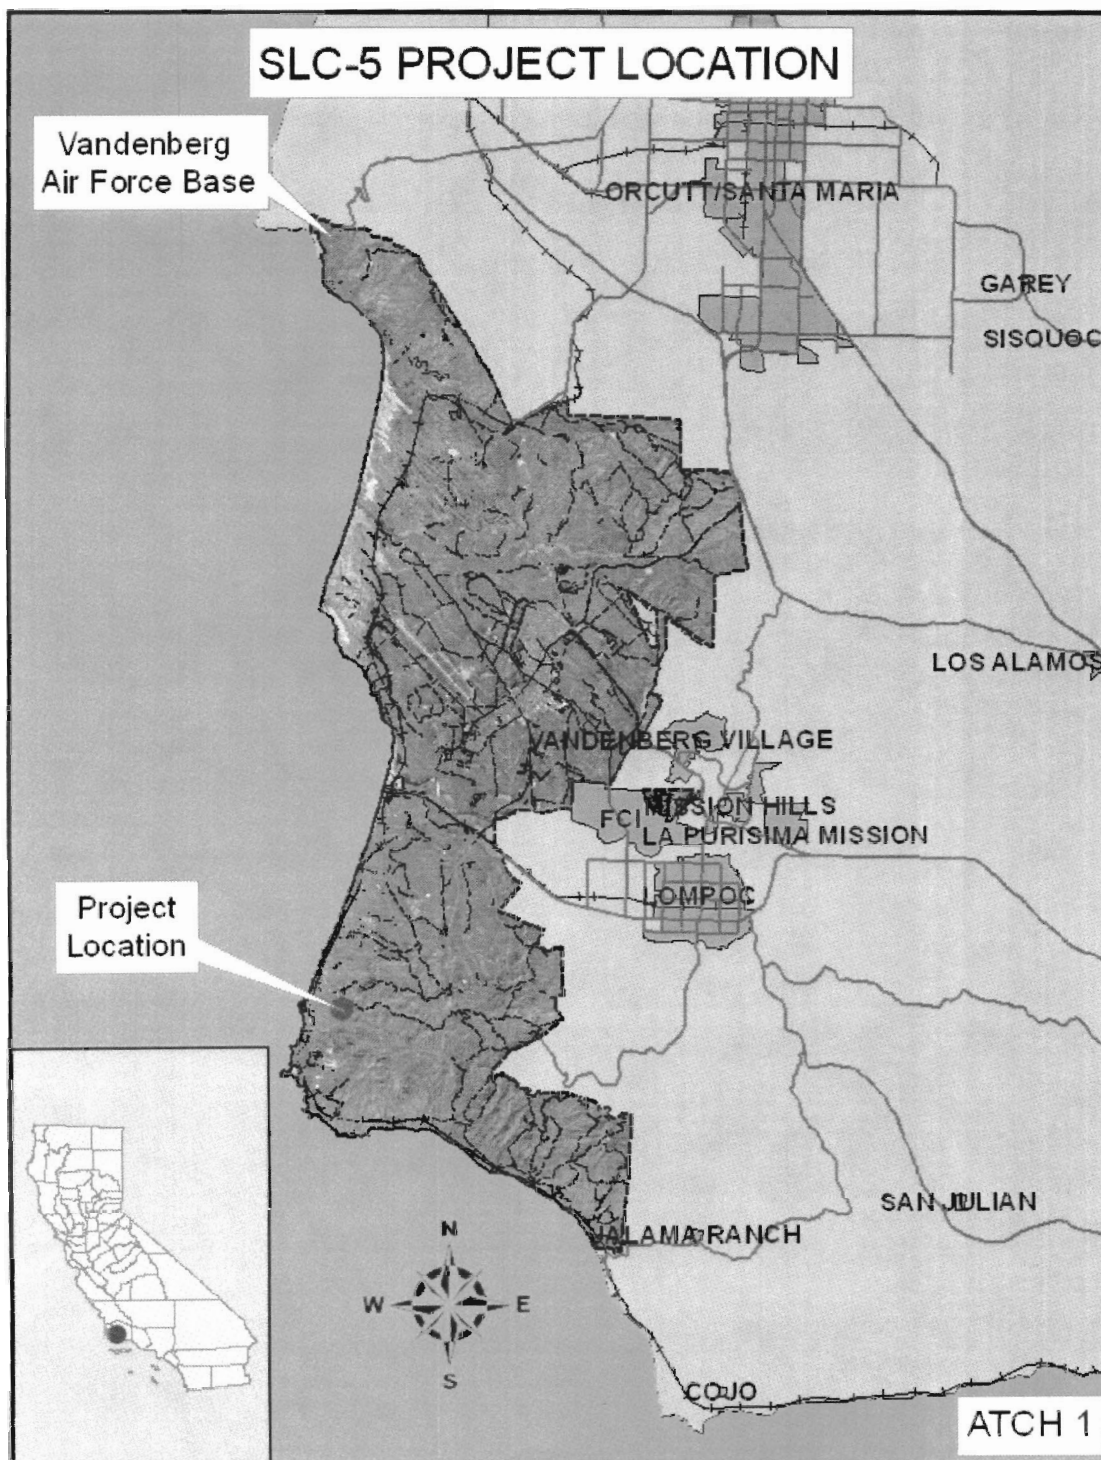 SLC-5 PROJECT LOCATION
Vandenberg
Air Force Base
ORCUTT/SANTA MARIA
GAREY
SISQUOC
LOS ALAMOS
VANDENBERG VILLAGE
MISSION HILLS
FCI
LA PURISIMA MISSION
LOMPOC
Project
Location
SAN JULIAN
JALAMA RANCH
N
W E
S
COJO
ATCH 1